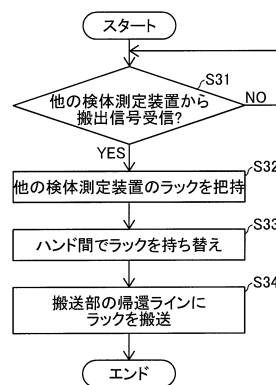 スタート
S31
他の検体測定装置から
搬出信号受信?
NO
YES
S32
他の検体測定装置のラックを把持
S33
ハンド間でラックを持ち替え
S34
搬送部の帰還ラインに
ラックを搬送
エンド